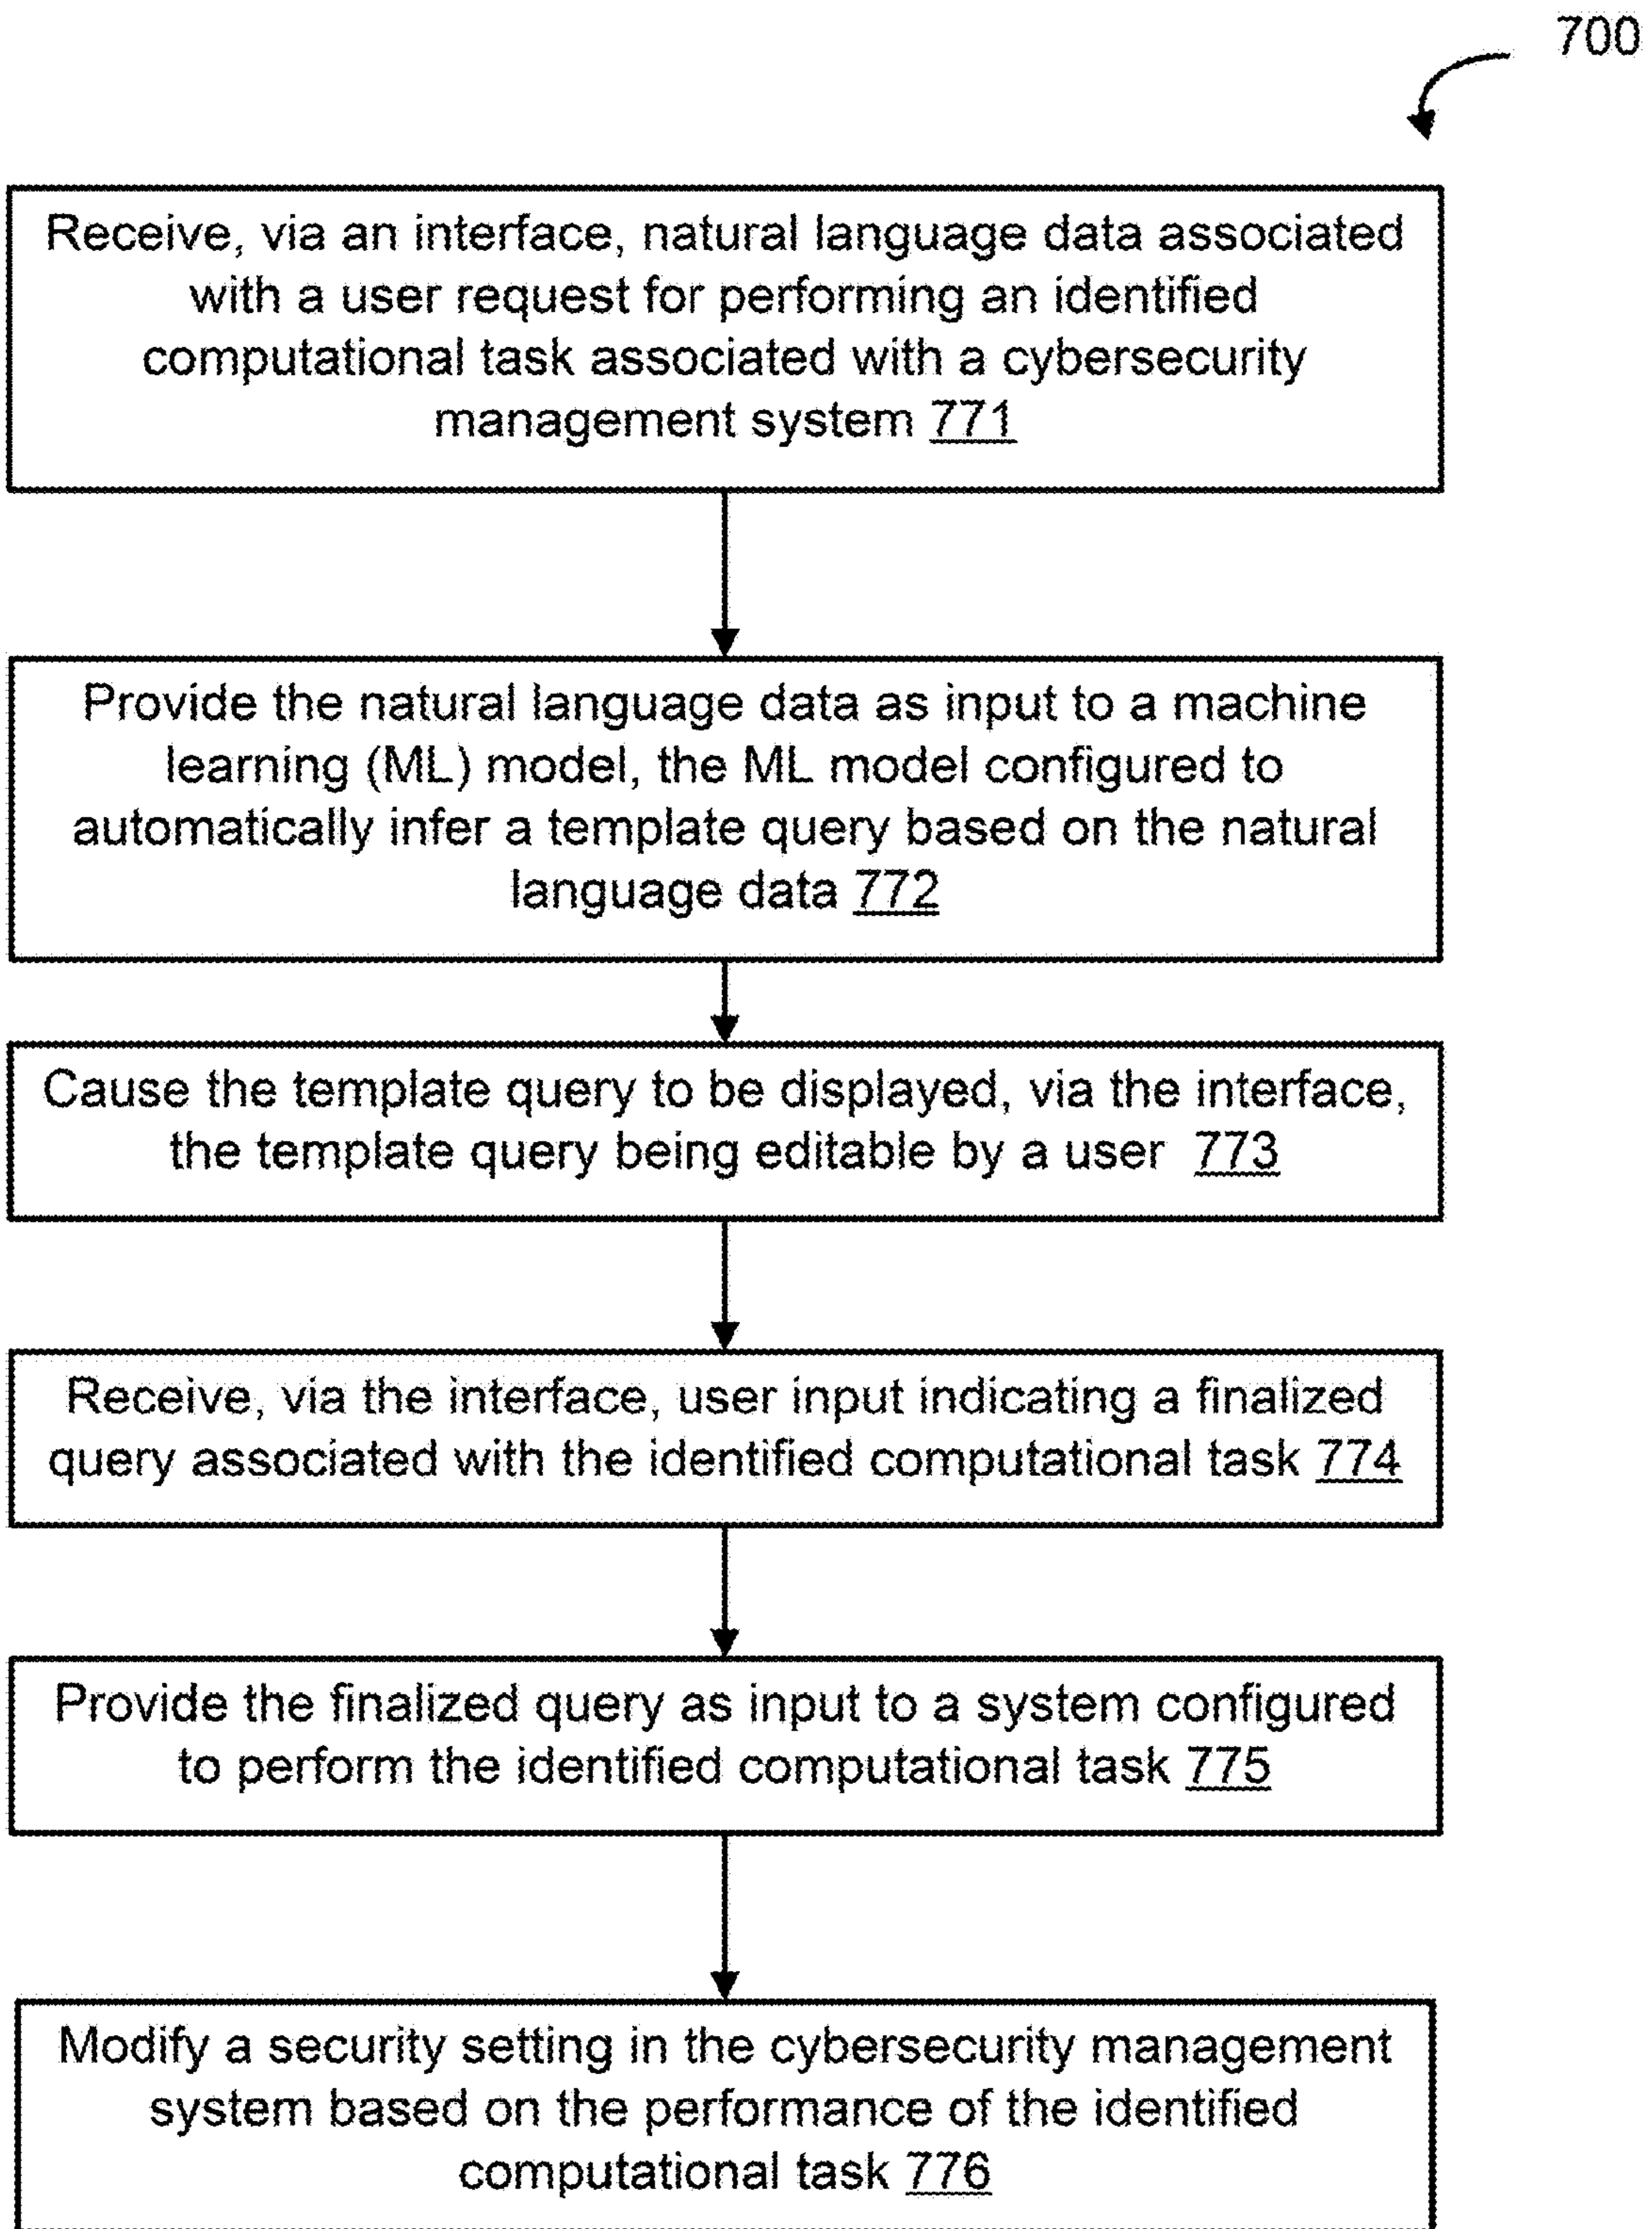 700
Receive, via an interface, natural language data associated
with a user request for performing an identified
computational task associated with a cybersecurity
management system 771
Provide the natural language data as input to a machine
learning (ML) model, the ML model configured to
automatically infer a template query based on the natural
language data 772
Cause the template query to be displayed, via the interface,
the template query being editable by a user 773
Receive, via the interface, user input indicating a finalized
query associated with the identified computational task 774
Provide the finalized query as input to a system configured
to perform the identified computational task 775
Modify a security setting in the cybersecurity management
system based on the performance of the identified
computational task 776